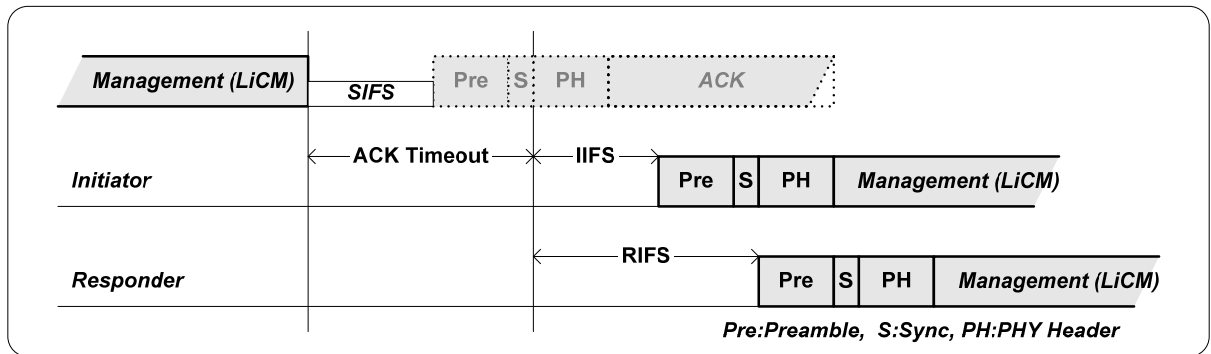 Management (LiCM) SIFS Pre S PH ACK
ACK Timeout IIFS
Initiator Pre S PH Management (LiCM)
RIFS
Responder Pre S PH Management (LiCM)
Pre:Preamble, S:Sync, PH:PHY Header